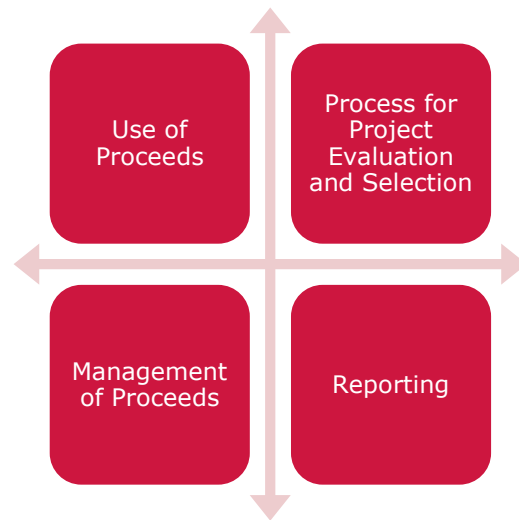 Use of
Proceeds
Process for
Project
Evaluation
and Selection
Management
of Proceeds
Reporting